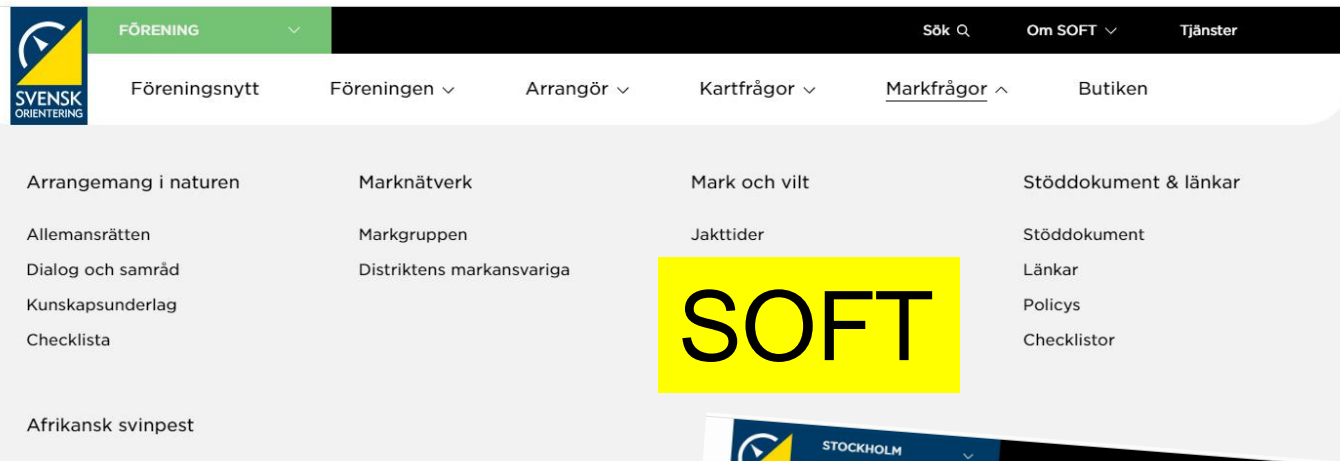 FÖRENING
Sök
Om SOFT
Tjänster
SVENSK
ORIENTERING
Föreningsnytt
Föreningen
Arrangör
Kartfrågor
Markfrågor
Butiken
Arrangemang i naturen
Allemansrätten
Dialog och samråd
Kunskapsunderlag
Checklista
Marknätverk
Markgruppen
Distriktens markansvariga
Mark och vilt
Jakttider
SOFT
Stöddokument & länkar
Stöddokument
Länkar
Policys
Checklistor
Afrikansk svinpest
STOCKHOLM